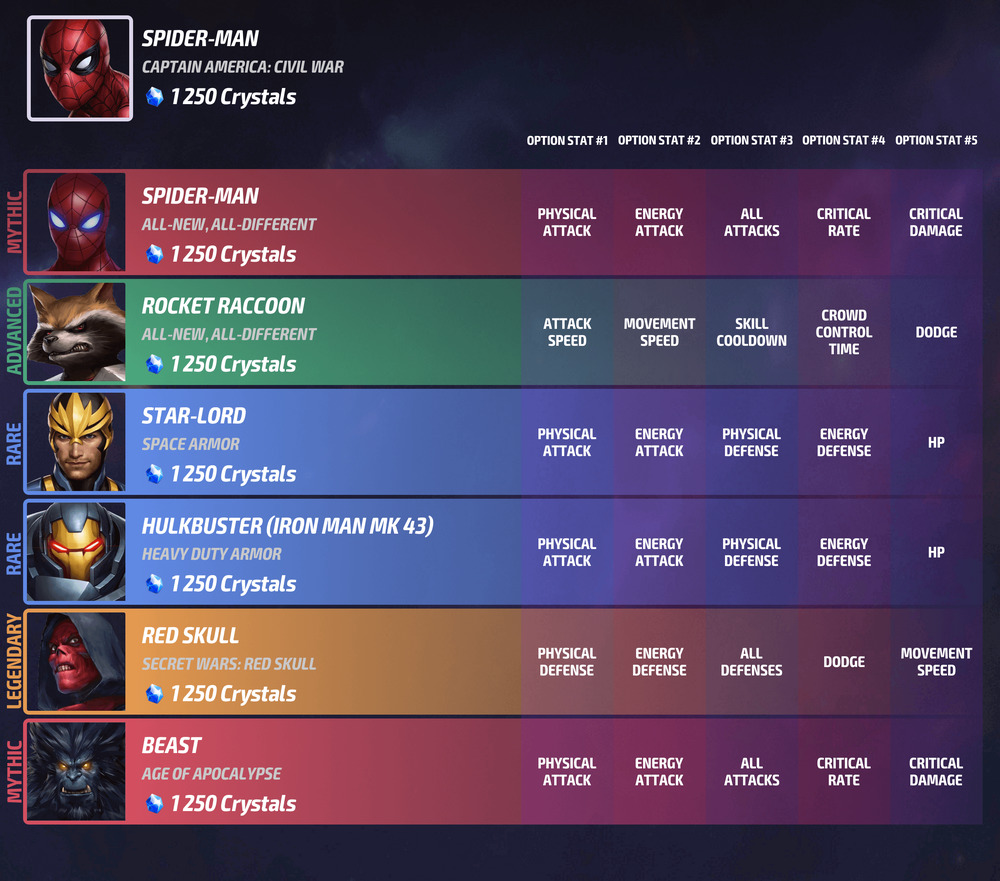 SPIDER-MAN
CAPTAIN AMERICA: CIVIL WAR
1 250 Crystals
OPTION STAT #1 OPTION STAT #2 OPTION STAT #3 OPTION STAT #4 OPTION STAT #5
MYTHIC
SPIDER-MAN
ALL-NEW, ALL-DIFFERENT
1 250 Crystals
PHYSICAL
ATTACK
ENERGY
ATTACK
ALL
ATTACKS
CRITICAL
RATE
CRITICAL
DAMAGE
ADVANCED
ROCKET RACCOON
ALL-NEW, ALL-DIFFERENT
1 250 Crystals
ATTACK
SPEED
MOVEMENT
SPEED
SKILL
COOLDOWN
CROWD
CONTROL
TIME
DODGE
RARE
STAR-LORD
SPACE ARMOR
1 250 Crystals
PHYSICAL
ATTACK
ENERGY
ATTACK
PHYSICAL
DEFENSE
ENERGY
DEFENSE
HP
RARE
HULKBUSTER (IRON MAN MK 43)
HEAVY DUTY ARMOR
1 250 Crystals
PHYSICAL
ATTACK
ENERGY
ATTACK
PHYSICAL
DEFENSE
ENERGY
DEFENSE
HP
LEGENDARY
RED SKULL
SECRET WARS: RED SKULL
1 250 Crystals
PHYSICAL
DEFENSE
ENERGY
DEFENSE
ALL
DEFENSES
DODGE
MOVEMENT
SPEED
MYTHIC
BEAST
AGE OF APOCALYPSE
1 250 Crystals
PHYSICAL
ATTACK
ENERGY
ATTACK
ALL
ATTACKS
CRITICAL
RATE
CRITICAL
DAMAGE